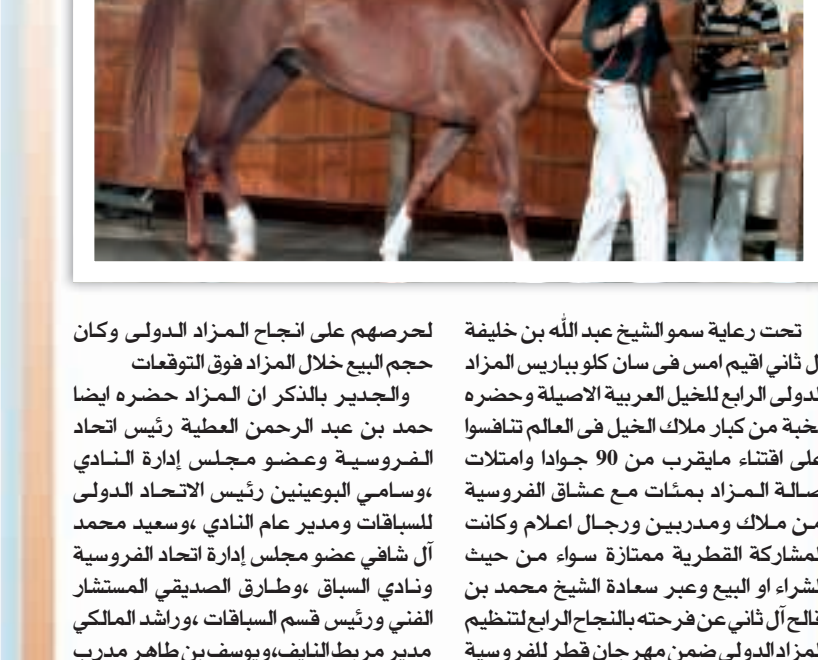 تحت رعاية سمو الشيخ عبد الله بن خليفة
ل ثاني اقيم امس فى سان كلو بباريس المزاد
لدولى الرابع للخيل العربية الاصيلة وحضره
خبة من كبار ملاك الخيل فى العالم تنافسوا
على اقتناء مايقرب من 90 جوادا وامتلات
صالة المزاد بمئات مع عشاق الفروسية
من ملاك ومدربين ورجال اعلام وكانت
لمشاركة القطرية ممتازة سواء من حيث
لشراء او البيع وعبر سعادة الشيخ محمد بن
فالح آل ثاني عن فرحته بالنجاح الرابع لتنظيم
لمزاد الدولى ضمن مهرجان قطر للفروسية
لحرصهم على انجاح المزاد الدولى وكان
حجم البيع خلال المزاد فوق التوقعات
والجدير بالذكر ان المزاد حضره ايضا
حمد بن عبد الرحمن العطية رئيس اتحاد
الفروسية وعضو مجلس إدارة النادي
،وسامي البوعينين رئيس الاتحاد الدولى
للسباقات ومدير عام النادي ،وسعيد محمد
آل شافي عضو مجلس إدارة اتحاد الفروسية
ونادي السباق ،وطارق الصديقي المستشار
الفني ورئيس قسم السباقات ،وراشد المالكي
مدير مربط النايف،ويوسف بن طاهر مدرب